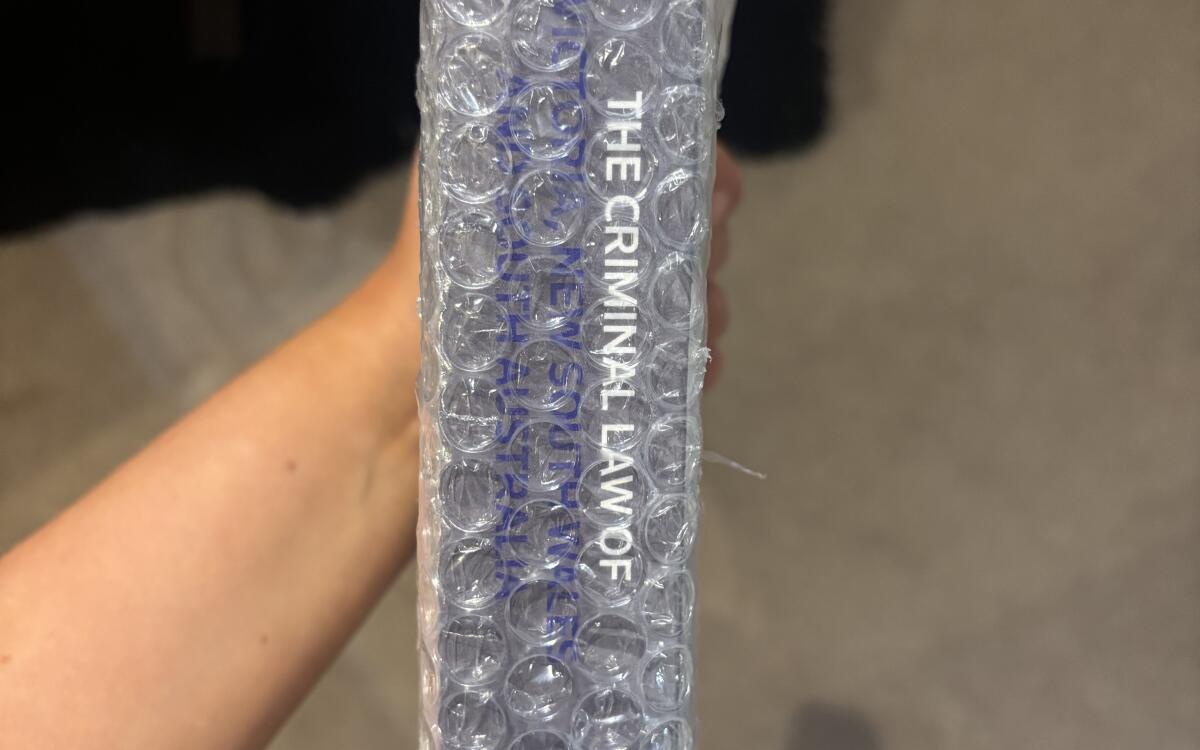 THE CRIMINAL LAW OF
VICTORIA, NEW SOUTH WALES
AND SOUTH AUSTRALIA